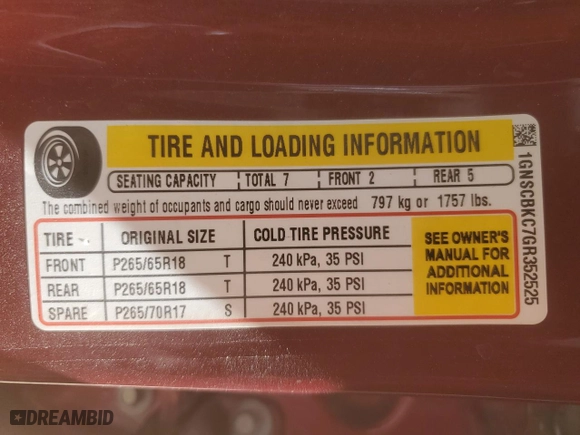 TIRE AND LOADING INFORMATION
SEATING CAPACITY TOTAL 7 FRONT 2 REAR 5
The combined weight of occupants and cargo should never exceed 797 kg or 1757 lbs.
TIRE ORIGINAL SIZE COLD TIRE PRESSURE
FRONT P265/65R18 T 240 kPa, 35 PSI
REAR P265/65R18 T 240 kPa, 35 PSI
SPARE P265/70R17 S 240 kPa, 35 PSI
SEE OWNER'S
MANUAL FOR
ADDITIONAL
INFORMATION
1GNSCBKC7GR352525
DREAMBID